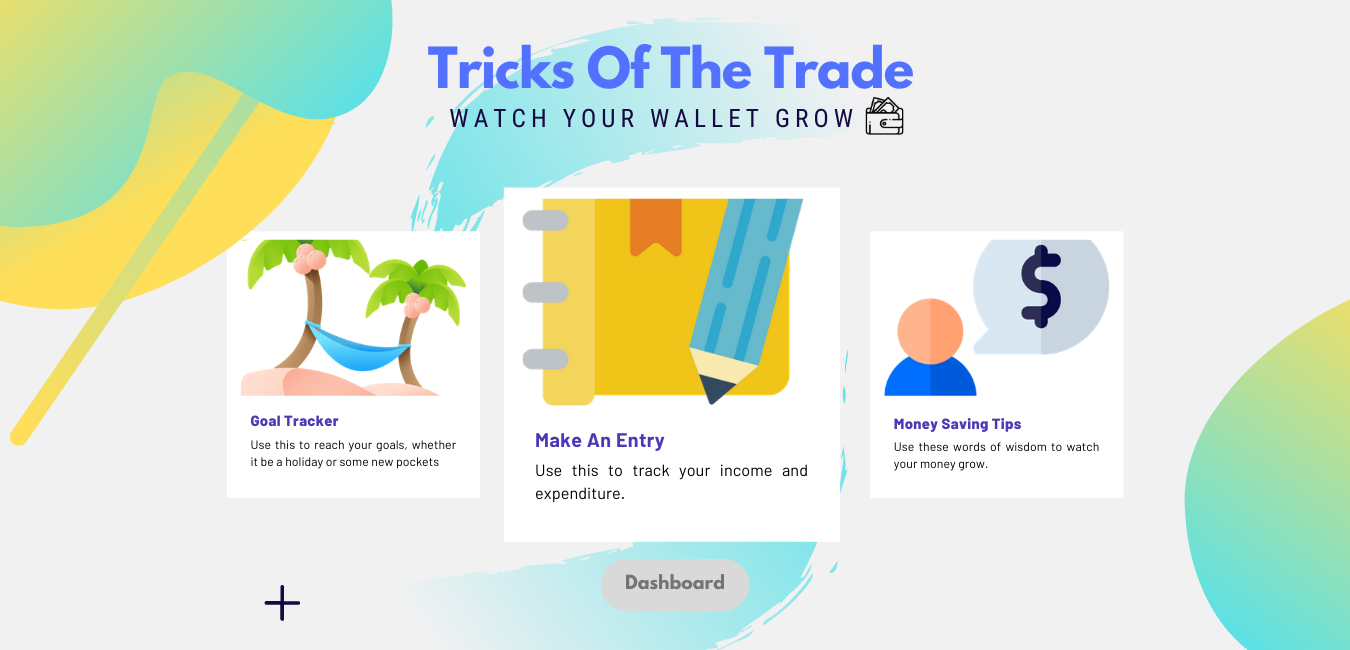 Tricks Of The Trade
WATCH YOUR WALLET GROW
Goal Tracker
Use this to reach your goals, whether
it be a holiday or some new pockets
Make An Entry
Use this to track your income and
expenditure.
$
Money Saving Tips
Use these words of wisdom to watch
your money grow.
Dashboard